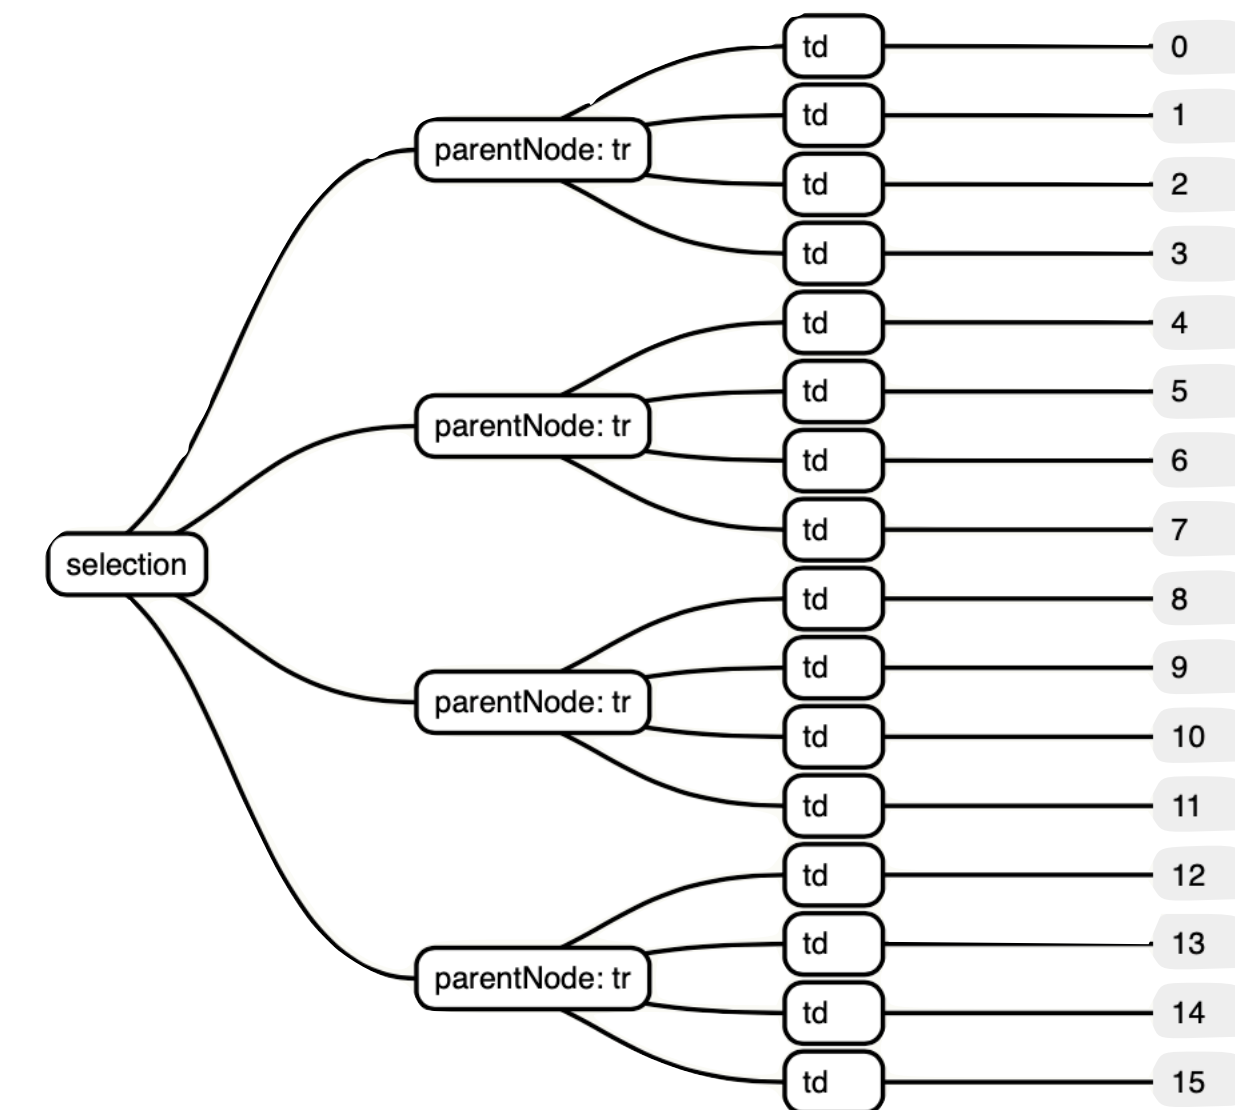 td 0
td 1
parentNode: tr
td 2
td 3
td 4
td 5
parentNode: tr
td 6
td 7
selection
td 8
td 9
parentNode: tr
td 10
td 11
td 12
td 13
parentNode: tr
td 14
td 15